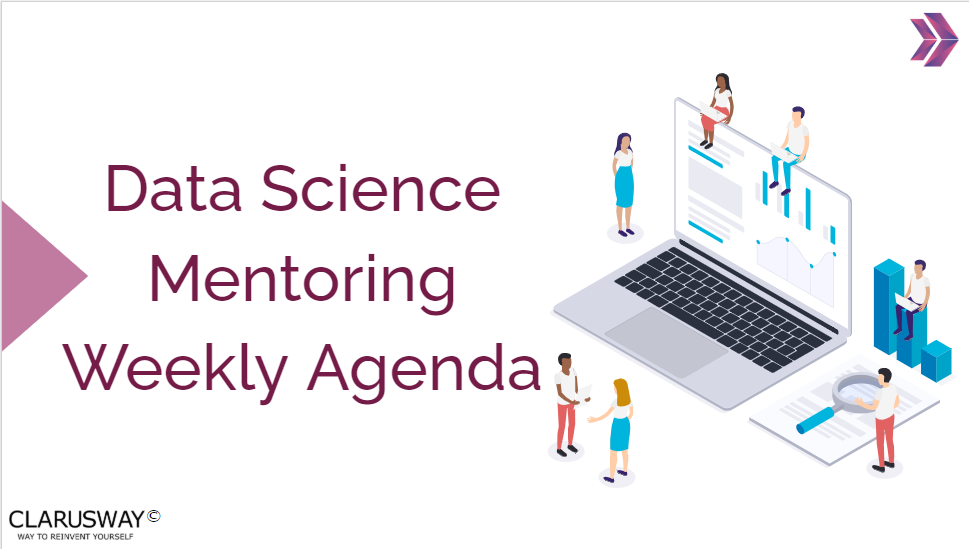 Data Science
Mentoring
Weekly Agenda
CLARUSWAY©
WAY TO REINVENT YOURSELF